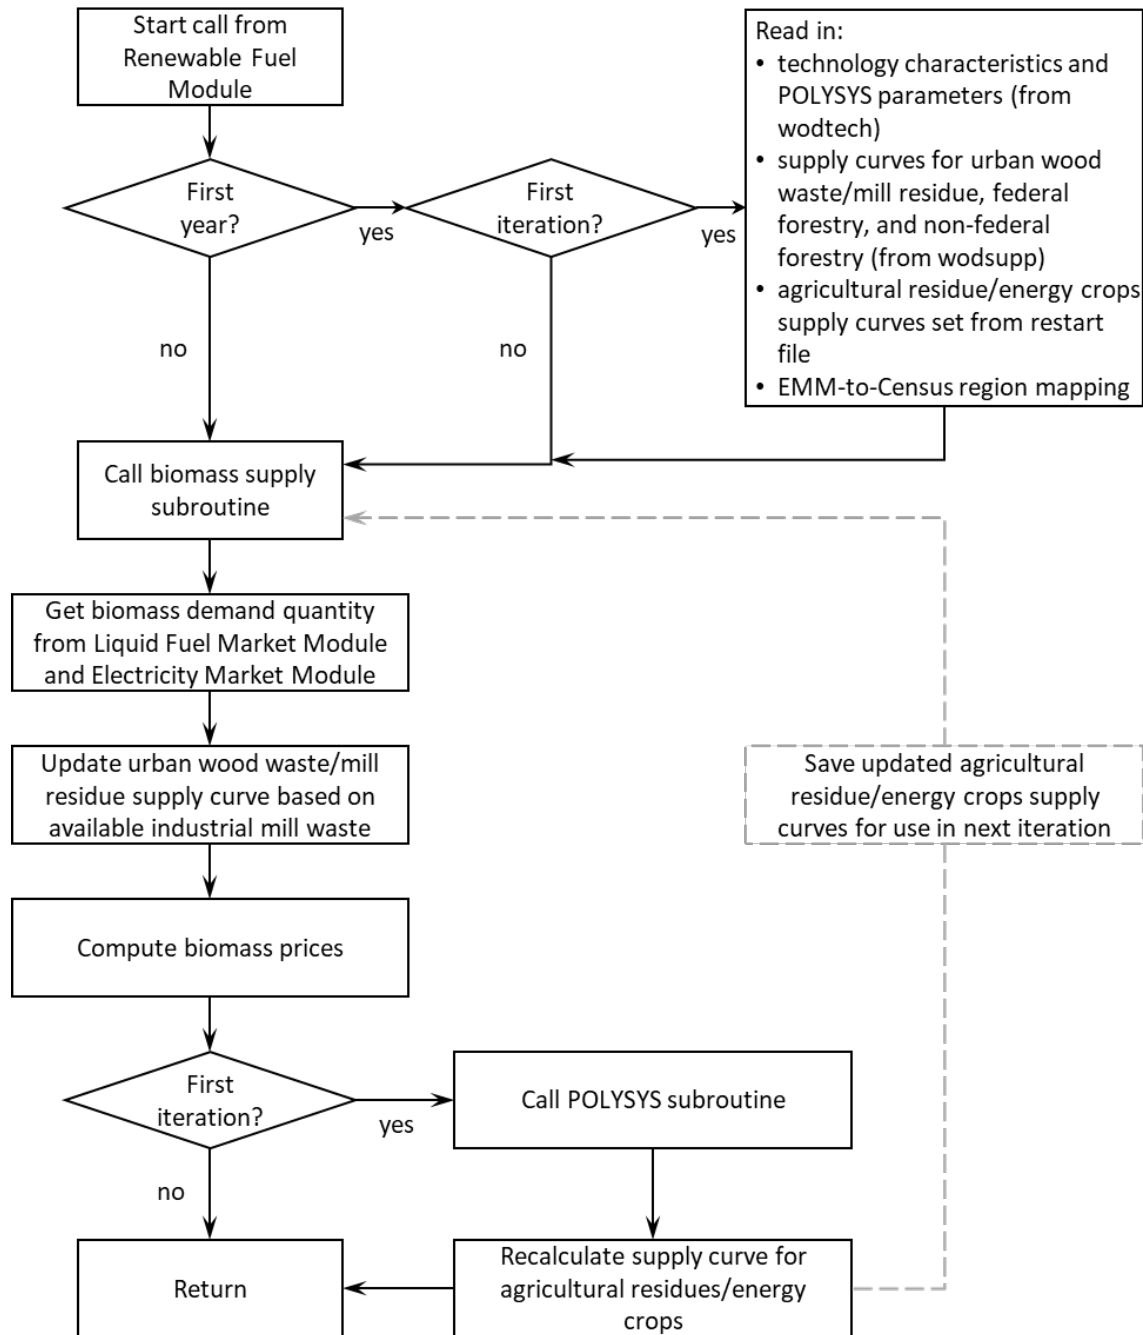 Start call from
Renewable Fuel
Module
First
year?
yes
First
iteration?
yes
Read in:
• technology characteristics and
POLYSYS parameters (from
wodtech)
• supply curves for urban wood
waste/mill residue, federal
forestry, and non-federal
forestry (from wodsupp)
• agricultural residue/energy crops
supply curves set from restart
file
• EMM-to-Census region mapping
no
no
Call biomass supply
subroutine
Get biomass demand quantity
from Liquid Fuel Market Module
and Electricity Market Module
Update urban wood waste/mill
residue supply curve based on
available industrial mill waste
Save updated agricultural
residue/energy crops supply
curves for use in next iteration
Compute biomass prices
First
iteration?
yes
Call POLYSYS subroutine
no
Return
Recalculate supply curve for
agricultural residues/energy
crops